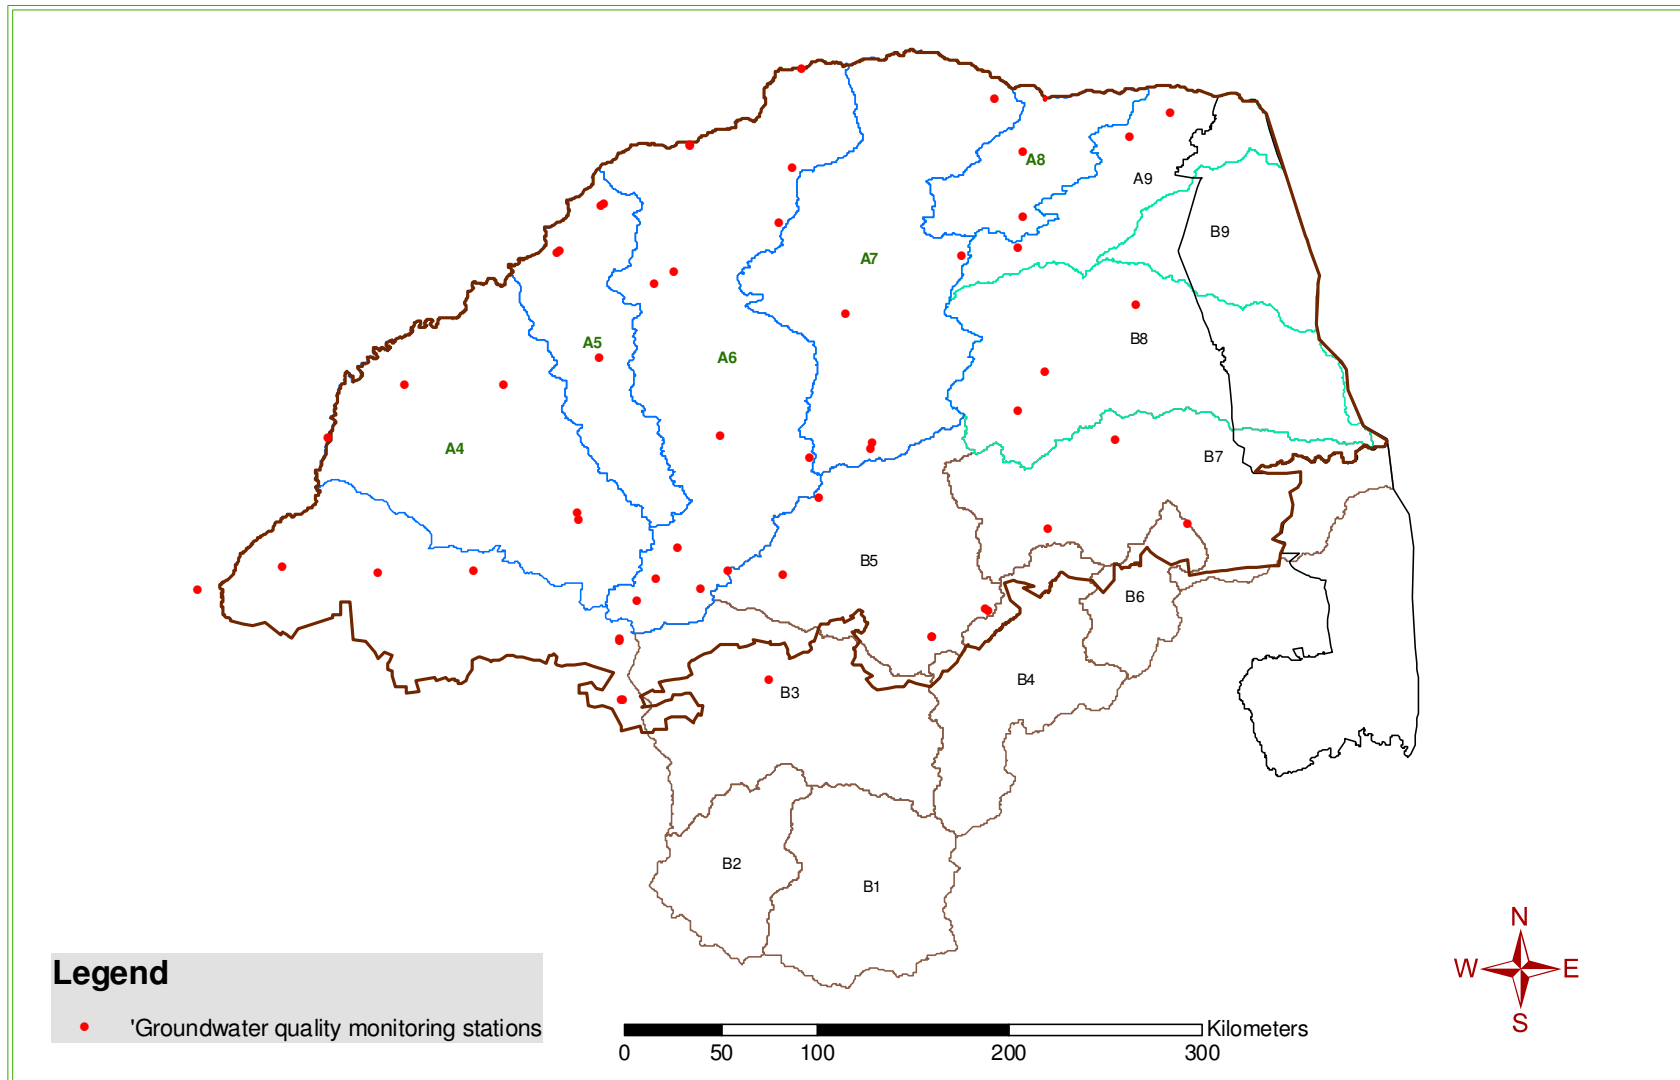 A8
A9
B9
A7
B8
A5
A6
A4
B7
B5
B6
B4
B3
B2
B1
N
W E
S
Legend
'Groundwater quality monitoring stations
Kilometers
0 50 100 200 300